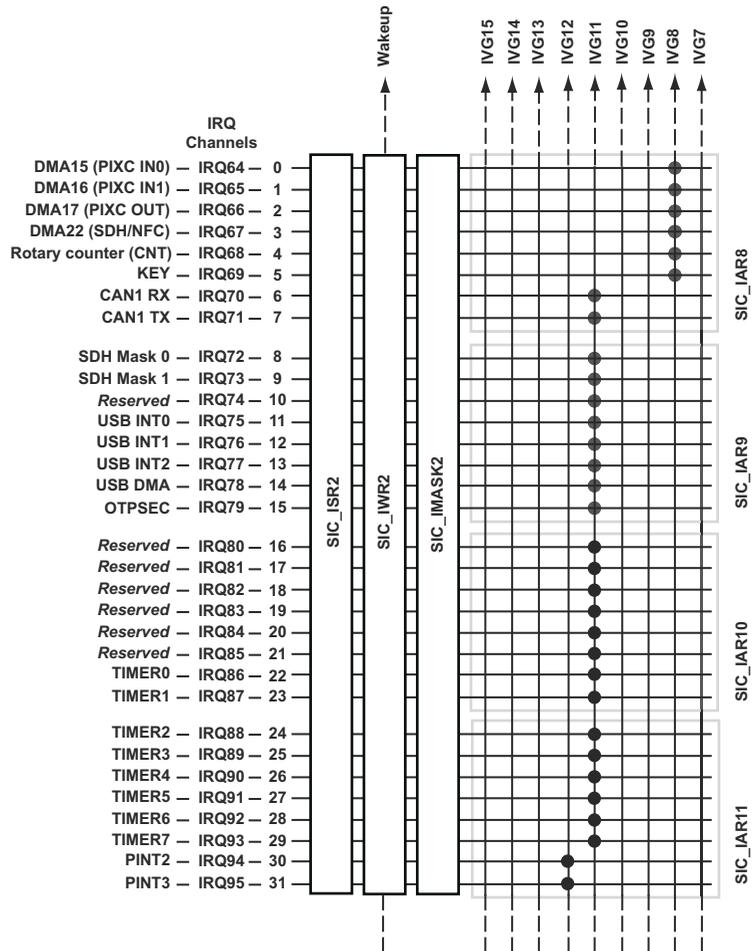 Wakeup
IVG15
IVG14
IVG13
IVG12
IVG11
IVG10
IVG9
IVG8
IVG7
IRQ
Channels
DMA15 (PIXC IN0) — IRQ64 — 0
DMA16 (PIXC IN1) — IRQ65 — 1
DMA17 (PIXC OUT) — IRQ66 — 2
DMA22 (SDH/NFC) — IRQ67 — 3
Rotary counter (CNT) — IRQ68 — 4
KEY — IRQ69 — 5
CAN1 RX — IRQ70 — 6
CAN1 TX — IRQ71 — 7
SIC_IAR8
SDH Mask 0 — IRQ72 — 8
SDH Mask 1 — IRQ73 — 9
Reserved — IRQ74 — 10
USB INT0 — IRQ75 — 11
USB INT1 — IRQ76 — 12
USB INT2 — IRQ77 — 13
USB DMA — IRQ78 — 14
OTPSEC — IRQ79 — 15
SIC_IAR9
SIC_ISR2
SIC_IWR2
SIC_IMASK2
Reserved — IRQ80 — 16
Reserved — IRQ81 — 17
Reserved — IRQ82 — 18
Reserved — IRQ83 — 19
Reserved — IRQ84 — 20
Reserved — IRQ85 — 21
TIMER0 — IRQ86 — 22
TIMER1 — IRQ87 — 23
SIC_IAR10
TIMER2 — IRQ88 — 24
TIMER3 — IRQ89 — 25
TIMER4 — IRQ90 — 26
TIMER5 — IRQ91 — 27
TIMER6 — IRQ92 — 28
TIMER7 — IRQ93 — 29
PINT2 — IRQ94 — 30
PINT3 — IRQ95 — 31
SIC_IAR11